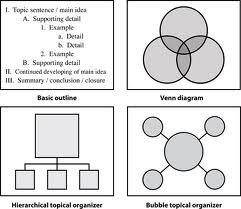 I. Topic sentence / main idea
A. Supporting detail
1. Example
a. Detail
b. Detail
2. Example
B. Supporting detail
II. Continued developing of main idea
III. Summary / conclusion / closure
Basic outline
Venn diagram
Hierarchical topical organizer
Bubble topical organizer